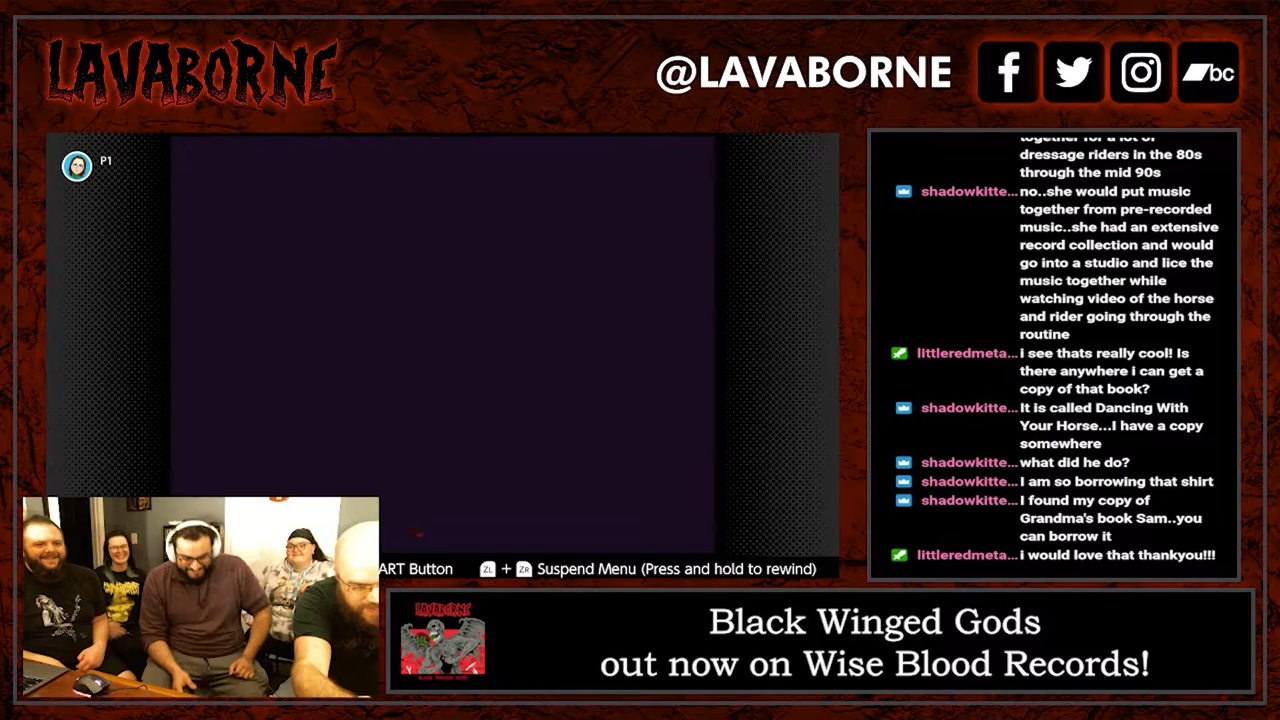 LAVABORNE
@LAVABORNE
bc
P1
together for a lot of
dressage riders in the 80s
through the mid 90s
shadowkitte... no..she would put music
together from pre-recorded
music..she had an extensive
record collection and would
go into a studio and lice the
music together while
watching video of the horse
and rider going through the
routine
littleredmeta... i see thats really cool! Is
there anywhere i can get a
copy of that book?
shadowkitte... It is called Dancing With
Your Horse...I have a copy
somewhere
shadowkitte... what did he do?
shadowkitte... I am so borrowing that shirt
shadowkitte... I found my copy of
Grandma's book Sam..you
can borrow it
littleredmeta... i would love that thankyou!!!
ART Button ZL + ZR Suspend Menu (Press and hold to rewind)
LAVABORNE
Black Winged Gods
out now on Wise Blood Records!